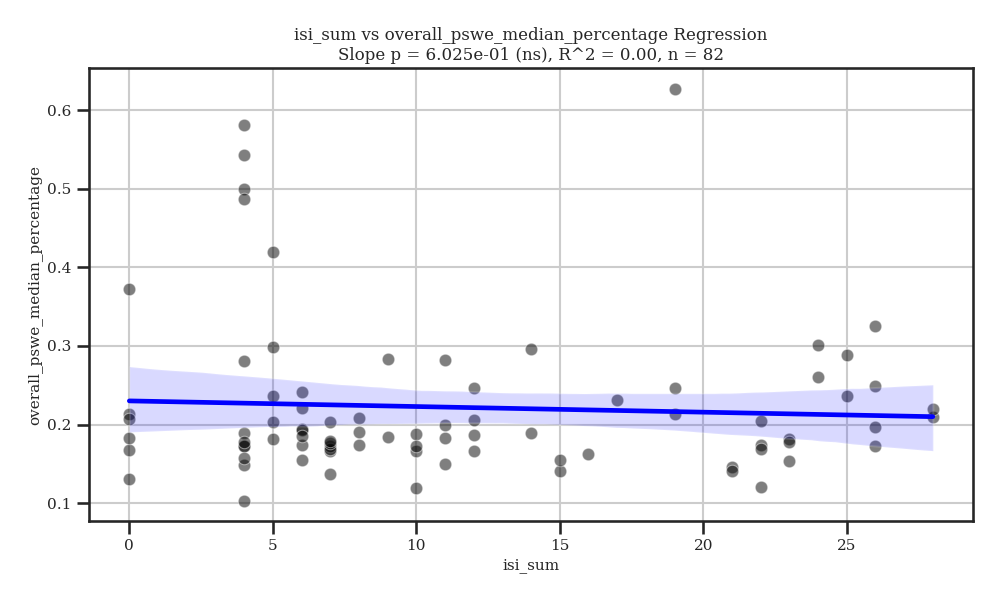 isi_sum vs overall_pswe_median_percentage Regression
Slope p = 6.025e-01 (ns), R^2 = 0.00, n = 82
overall_pswe_median_percentage
0.6
0.5
0.4
0.3
0.2
0.1
0 5 10 15 20 25
isi_sum